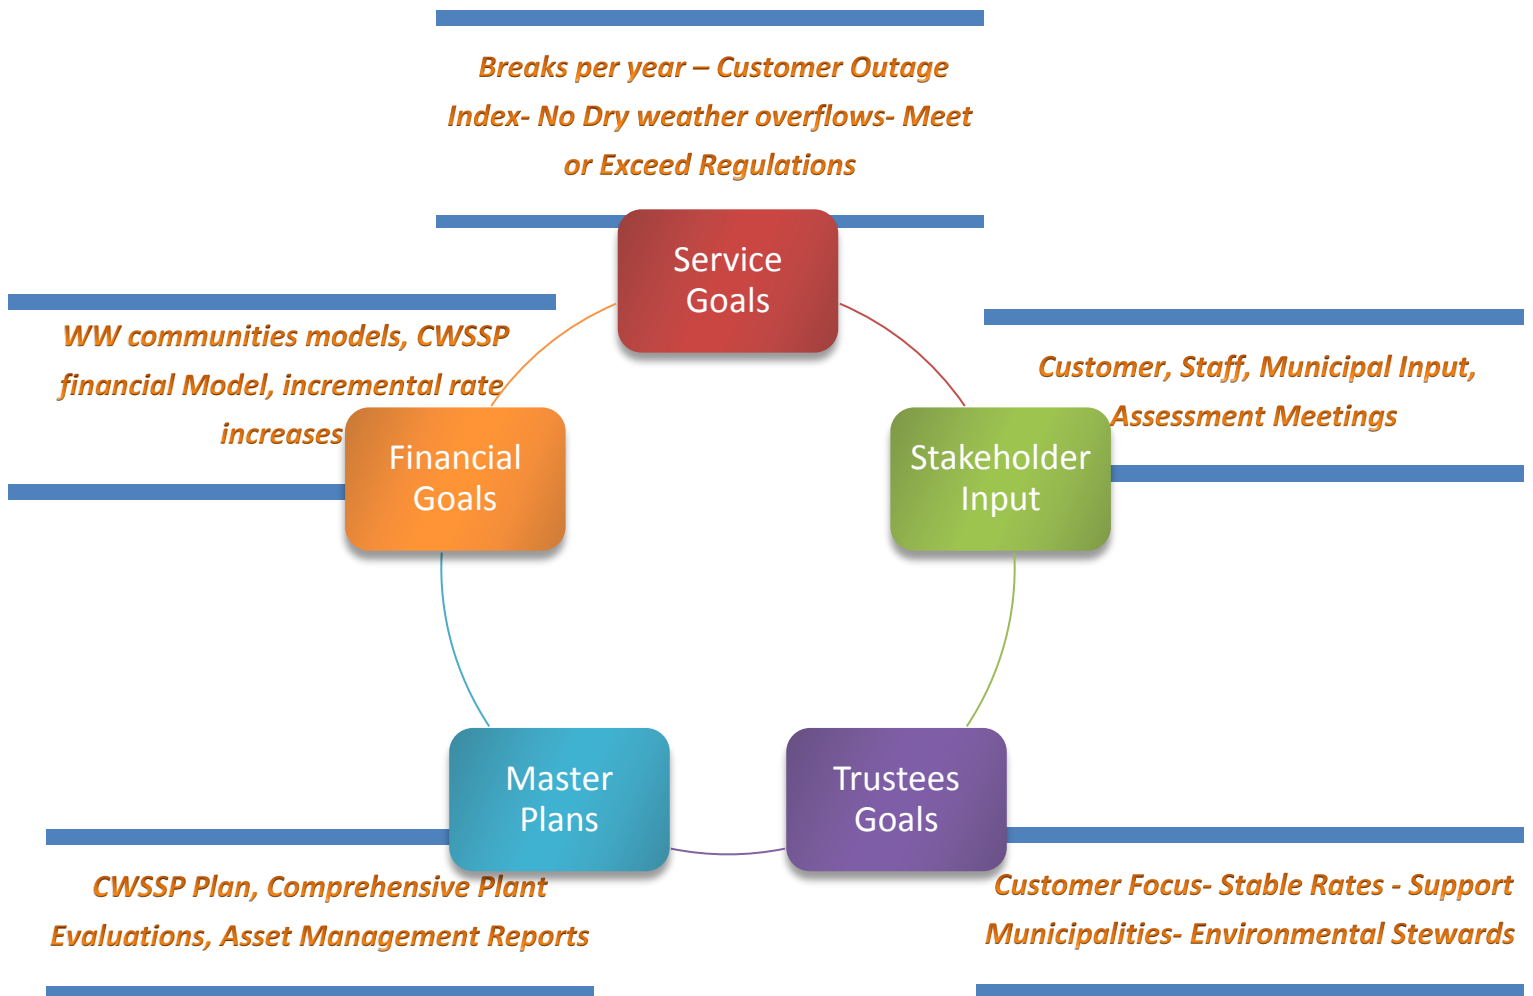 Breaks per year – Customer Outage
Index- No Dry weather overflows- Meet
or Exceed Regulations
Service
Goals
WW communities models, CWSSP
financial Model, incremental rate
increases
Financial
Goals
Customer, Staff, Municipal Input,
Assessment Meetings
Stakeholder
Input
Master
Plans
CWSSP Plan, Comprehensive Plant
Evaluations, Asset Management Reports
Trustees
Goals
Customer Focus- Stable Rates - Support
Municipalities- Environmental Stewards